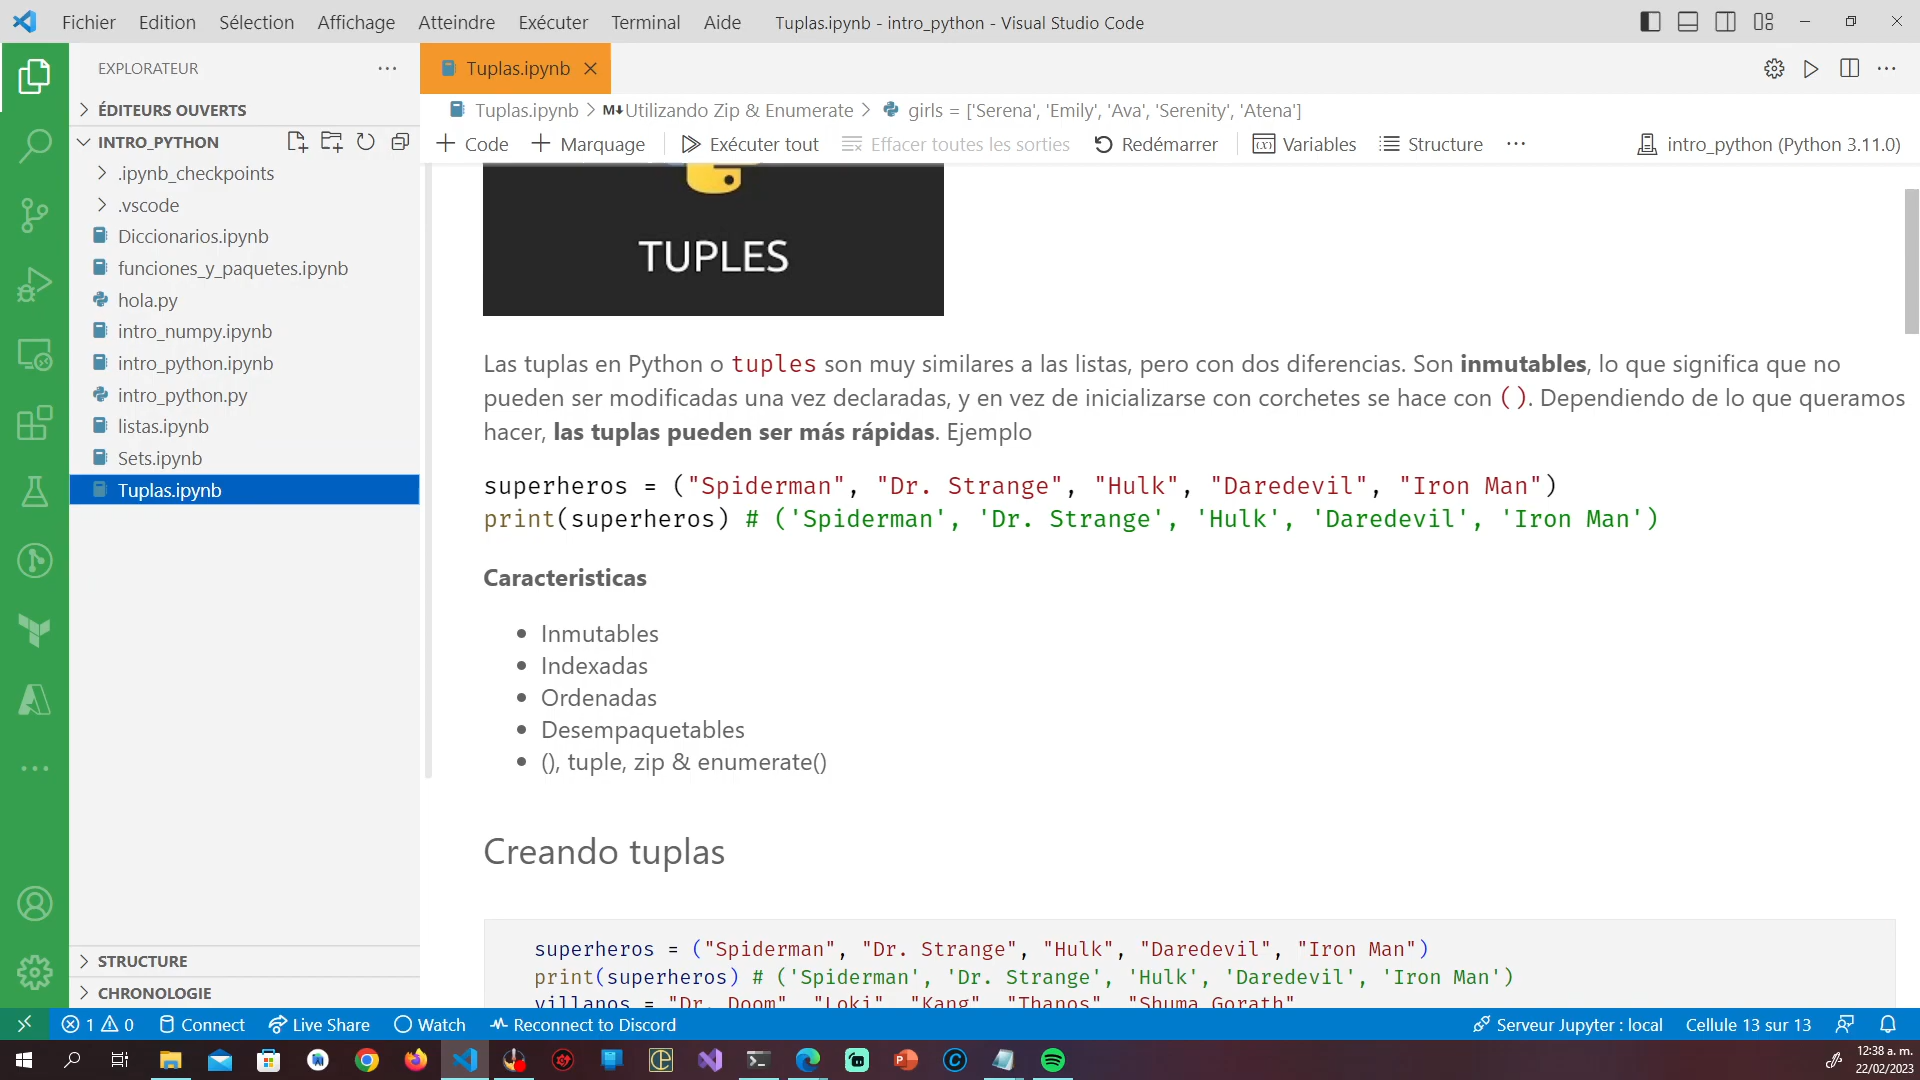 Fichier Edition Sélection Affichage Atteindre Exécuter Terminal Aide Tuplas.ipynb - intro_python - Visual Studio Code
EXPLORATEUR
ÉDITEURS OUVERTS
INTRO_PYTHON
.ipynb_checkpoints
.vscode
Diccionarios.ipynb
funciones_y_paquetes.ipynb
hola.py
intro_numpy.ipynb
intro_python.ipynb
intro_python.py
listas.ipynb
Sets.ipynb
Tuplas.ipynb
STRUCTURE
CHRONOLOGIE
Tuplas.ipynb
Tuplas.ipynb > M↓Utilizando Zip & Enumerate > girls = ['Serena', 'Emily', 'Ava', 'Serenity', 'Atena']
+ Code + Marquage Exécuter tout Effacer toutes les sorties Redémarrer Variables Structure ··· intro_python (Python 3.11.0)
TUPLES
Las tuplas en Python o tuples son muy similares a las listas, pero con dos diferencias. Son inmutables, lo que significa que no
pueden ser modificadas una vez declaradas, y en vez de inicializarse con corchetes se hace con (). Dependiendo de lo que queramos
hacer, las tuplas pueden ser más rápidas. Ejemplo
superheros = ("Spiderman", "Dr. Strange", "Hulk", "Daredevil", "Iron Man")
print(superheros) # ('Spiderman', 'Dr. Strange', 'Hulk', 'Daredevil', 'Iron Man')
Caracteristicas
• Inmutables
• Indexadas
• Ordenadas
• Desempaquetables
• (), tuple, zip & enumerate()
Creando tuplas
superheros = ("Spiderman", "Dr. Strange", "Hulk", "Daredevil", "Iron Man")
print(superheros) # ('Spiderman', 'Dr. Strange', 'Hulk', 'Daredevil', 'Iron Man')
villanos = "Dr. Doom", "Loki", "Kang", "Thanos", "Shuma Gorath"
1 0 Connect Live Share Watch Reconnect to Discord Serveur Jupyter : local Cellule 13 sur 13
12:38 a. m.
22/02/2023